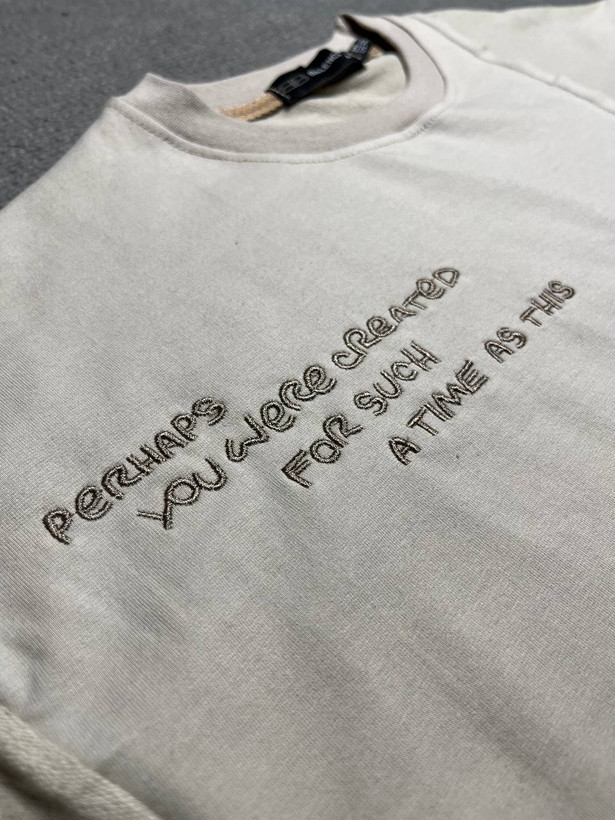 PERHAPS
YOU WERE CREATED
FOR SUCH
A TIME AS THIS